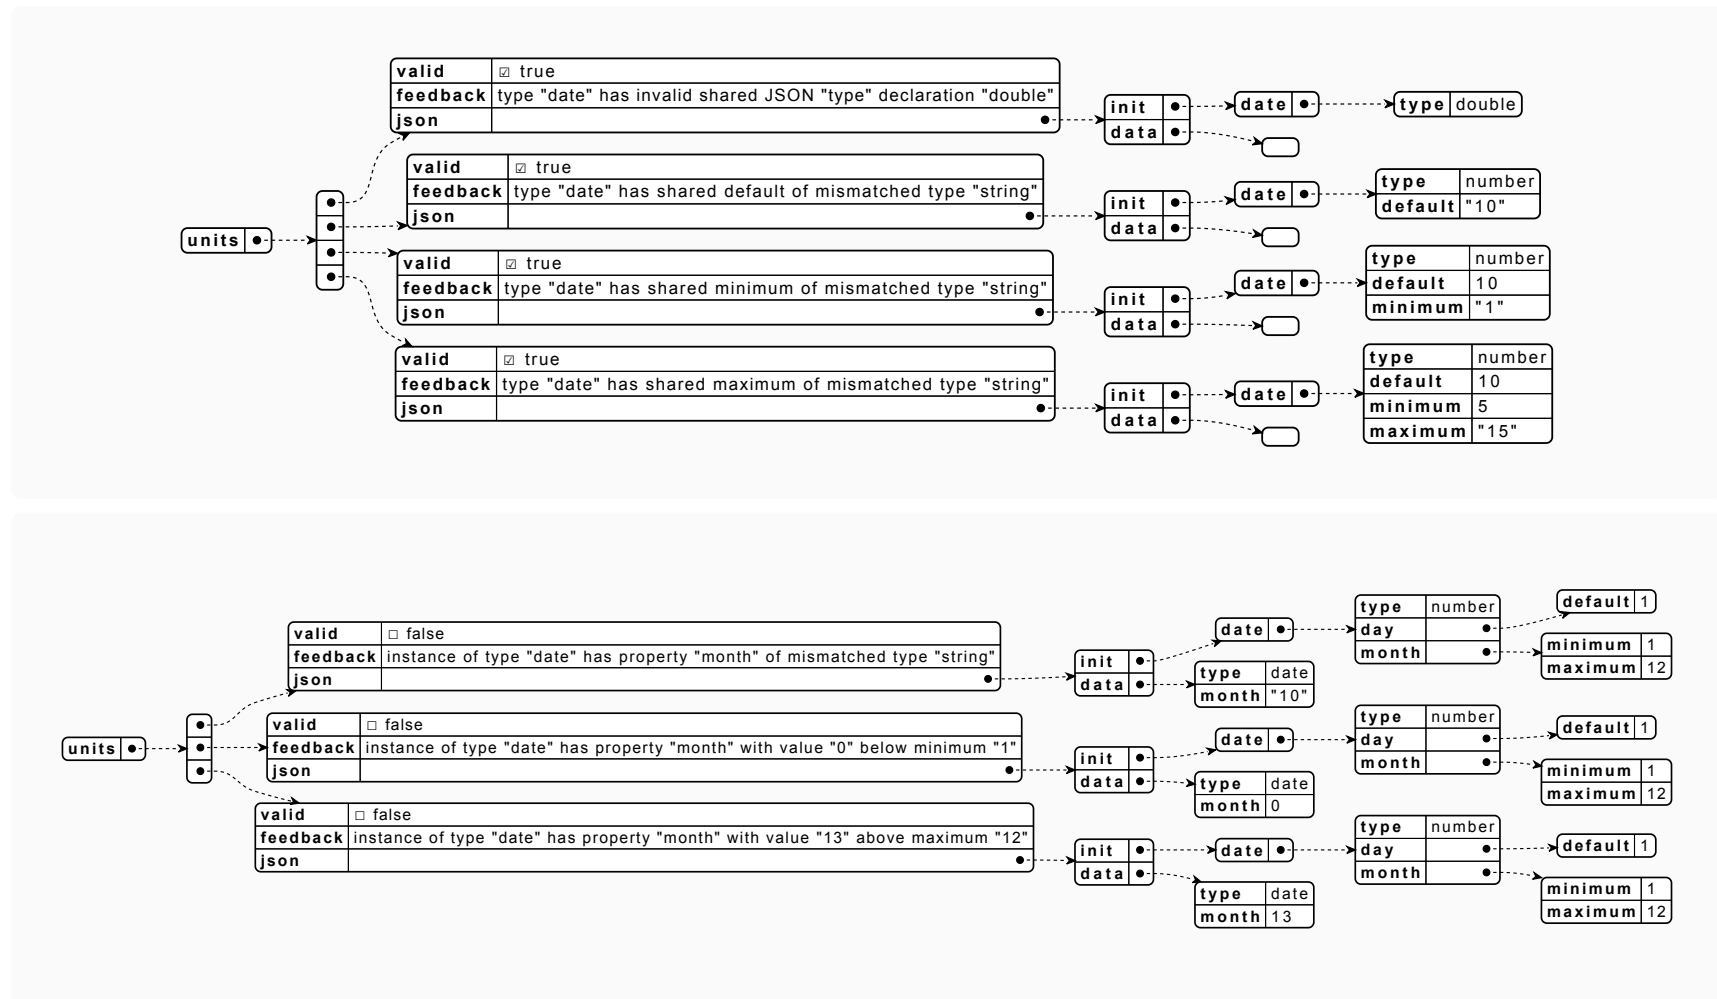 valid ☑ true
feedback type "date" has invalid shared JSON "type" declaration "double"
json
init
data
date
type double
valid ☑ true
feedback type "date" has shared default of mismatched type "string"
json
init
data
date
type number
default "10"
units
valid ☑ true
feedback type "date" has shared minimum of mismatched type "string"
json
init
data
date
type number
default 10
minimum "1"
valid ☑ true
feedback type "date" has shared maximum of mismatched type "string"
json
init
data
date
type number
default 10
minimum 5
maximum "15"
valid ☐ false
feedback instance of type "date" has property "month" of mismatched type "string"
json
init
data
date
type date
month "10"
type number
day
month
default 1
minimum 1
maximum 12
units
valid ☐ false
feedback instance of type "date" has property "month" with value "0" below minimum "1"
json
init
data
date
type date
month 0
type number
day
month
default 1
minimum 1
maximum 12
valid ☐ false
feedback instance of type "date" has property "month" with value "13" above maximum "12"
json
init
data
date
type date
month 13
type number
day
month
default 1
minimum 1
maximum 12